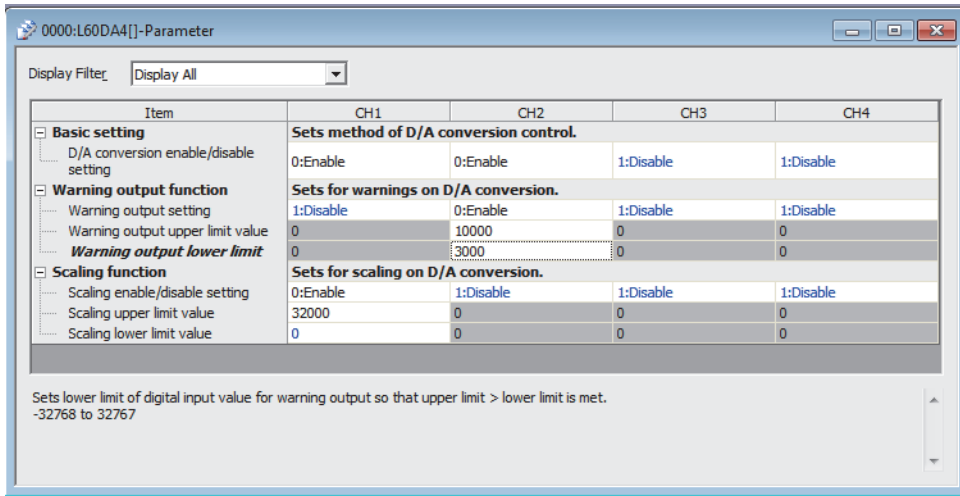 0000:L60DA4[]-Parameter
Display Filter Display All
Item CH1 CH2 CH3 CH4
Basic setting Sets method of D/A conversion control.
D/A conversion enable/disable
setting 0:Enable 0:Enable 1:Disable 1:Disable
Warning output function Sets for warnings on D/A conversion.
Warning output setting 1:Disable 0:Enable 1:Disable 1:Disable
Warning output upper limit value 0 10000 0 0
Warning output lower limit 0 3000 0 0
Scaling function Sets for scaling on D/A conversion.
Scaling enable/disable setting 0:Enable 1:Disable 1:Disable 1:Disable
Scaling upper limit value 32000 0 0 0
Scaling lower limit value 0 0 0 0
Sets lower limit of digital input value for warning output so that upper limit > lower limit is met.
-32768 to 32767